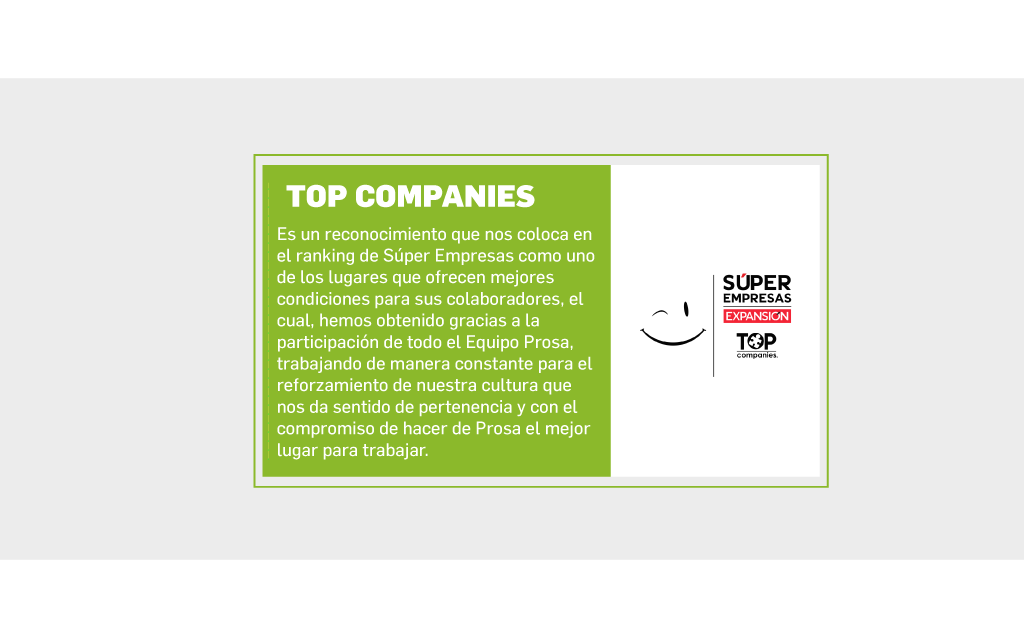 TOP COMPANIES
Es un reconocimiento que nos coloca en
el ranking de Súper Empresas como uno
de los lugares que ofrecen mejores
condiciones para sus colaboradores, el
cual, hemos obtenido gracias a la
participación de todo el Equipo Prosa,
trabajando de manera constante para el
reforzamiento de nuestra cultura que
nos da sentido de pertenencia y con el
compromiso de hacer de Prosa el mejor
lugar para trabajar.
SÚPER
EMPRESAS
EXPANSIÓN
TOP
companies.